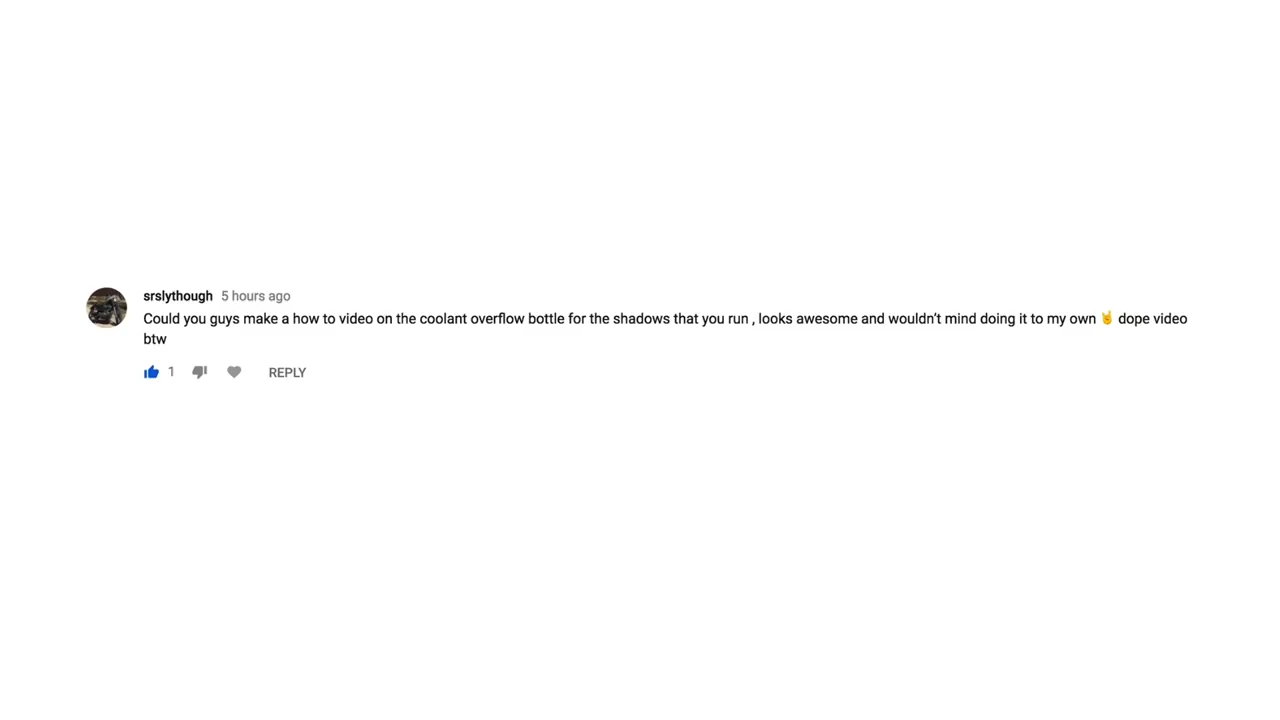 srslythough 5 hours ago
Could you guys make a how to video on the coolant overflow bottle for the shadows that you run , looks awesome and wouldn't mind doing it to my own 🤘 dope video
btw
1 REPLY